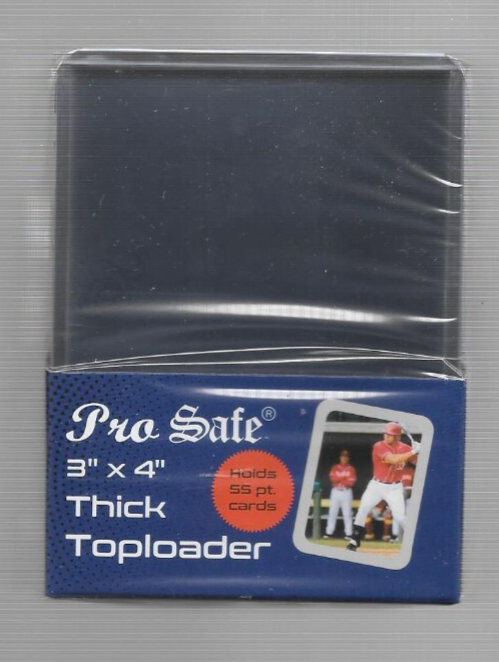 Pro Safe®
3" x 4"
Thick
Toploader
Holds
55 pt.
cards